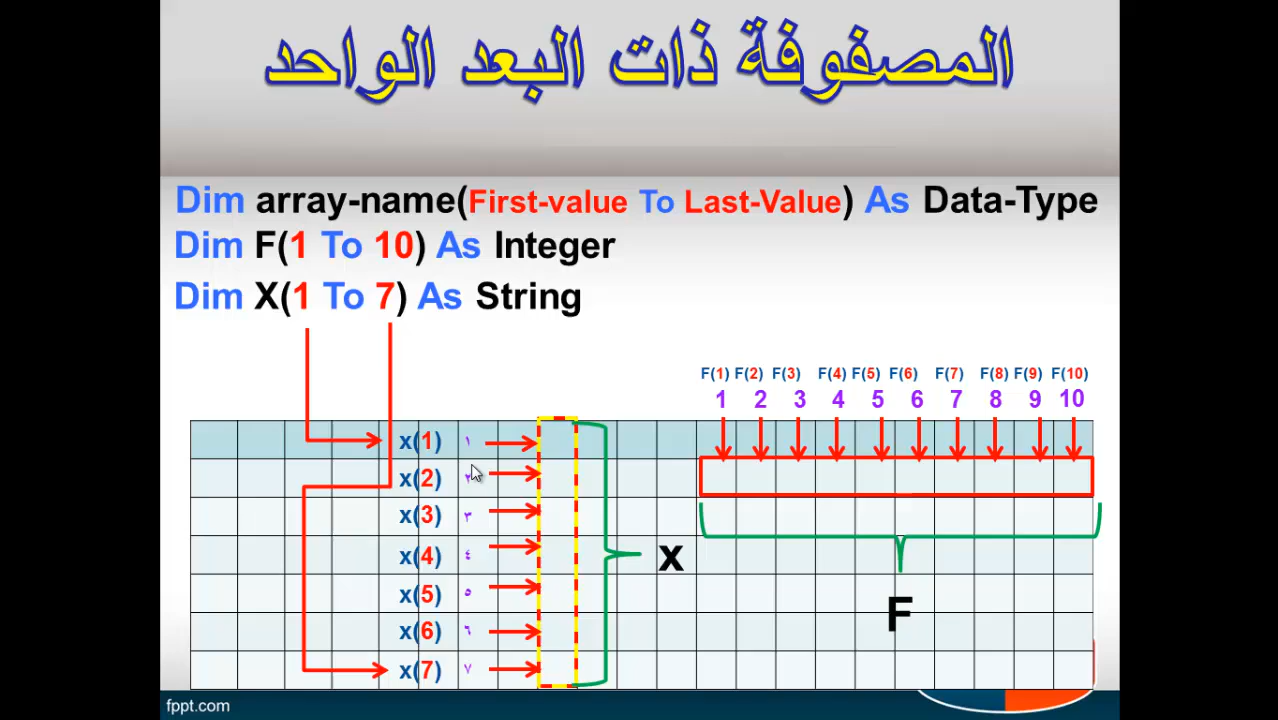 المصفوفة ذات البعد الواحد
Dim array-name(First-value To Last-Value) As Data-Type
Dim F(1 To 10) As Integer
Dim X(1 To 7) As String
F(1) F(2) F(3) F(4) F(5) F(6) F(7) F(8) F(9) F(10)
1 2 3 4 5 6 7 8 9 10
x(1) ١
x(2) ٢
x(3) ٣
x(4) ٤
x(5) ٥
x(6) ٦
x(7) ٧
x
F
fppt.com